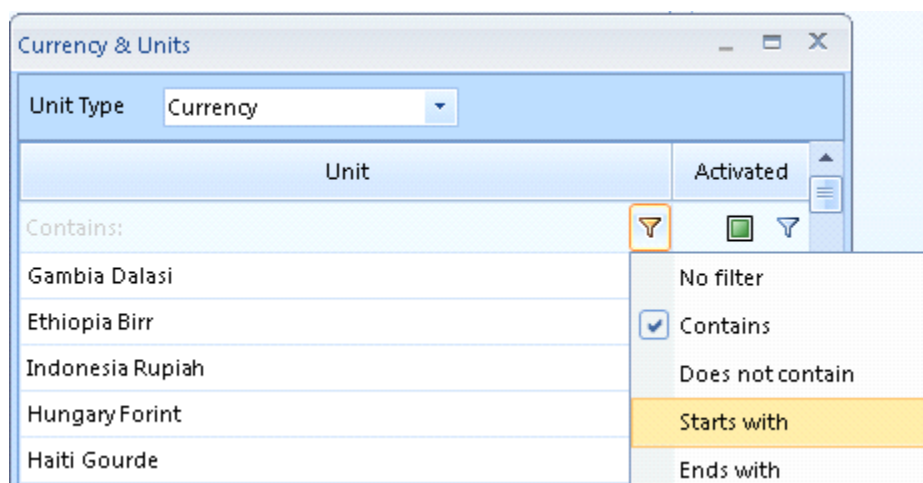 Currency & Units
Unit Type Currency
Unit Activated
Contains:
Gambia Dalasi No filter
Ethiopia Birr Contains
Indonesia Rupiah Does not contain
Hungary Forint Starts with
Haiti Gourde Ends with